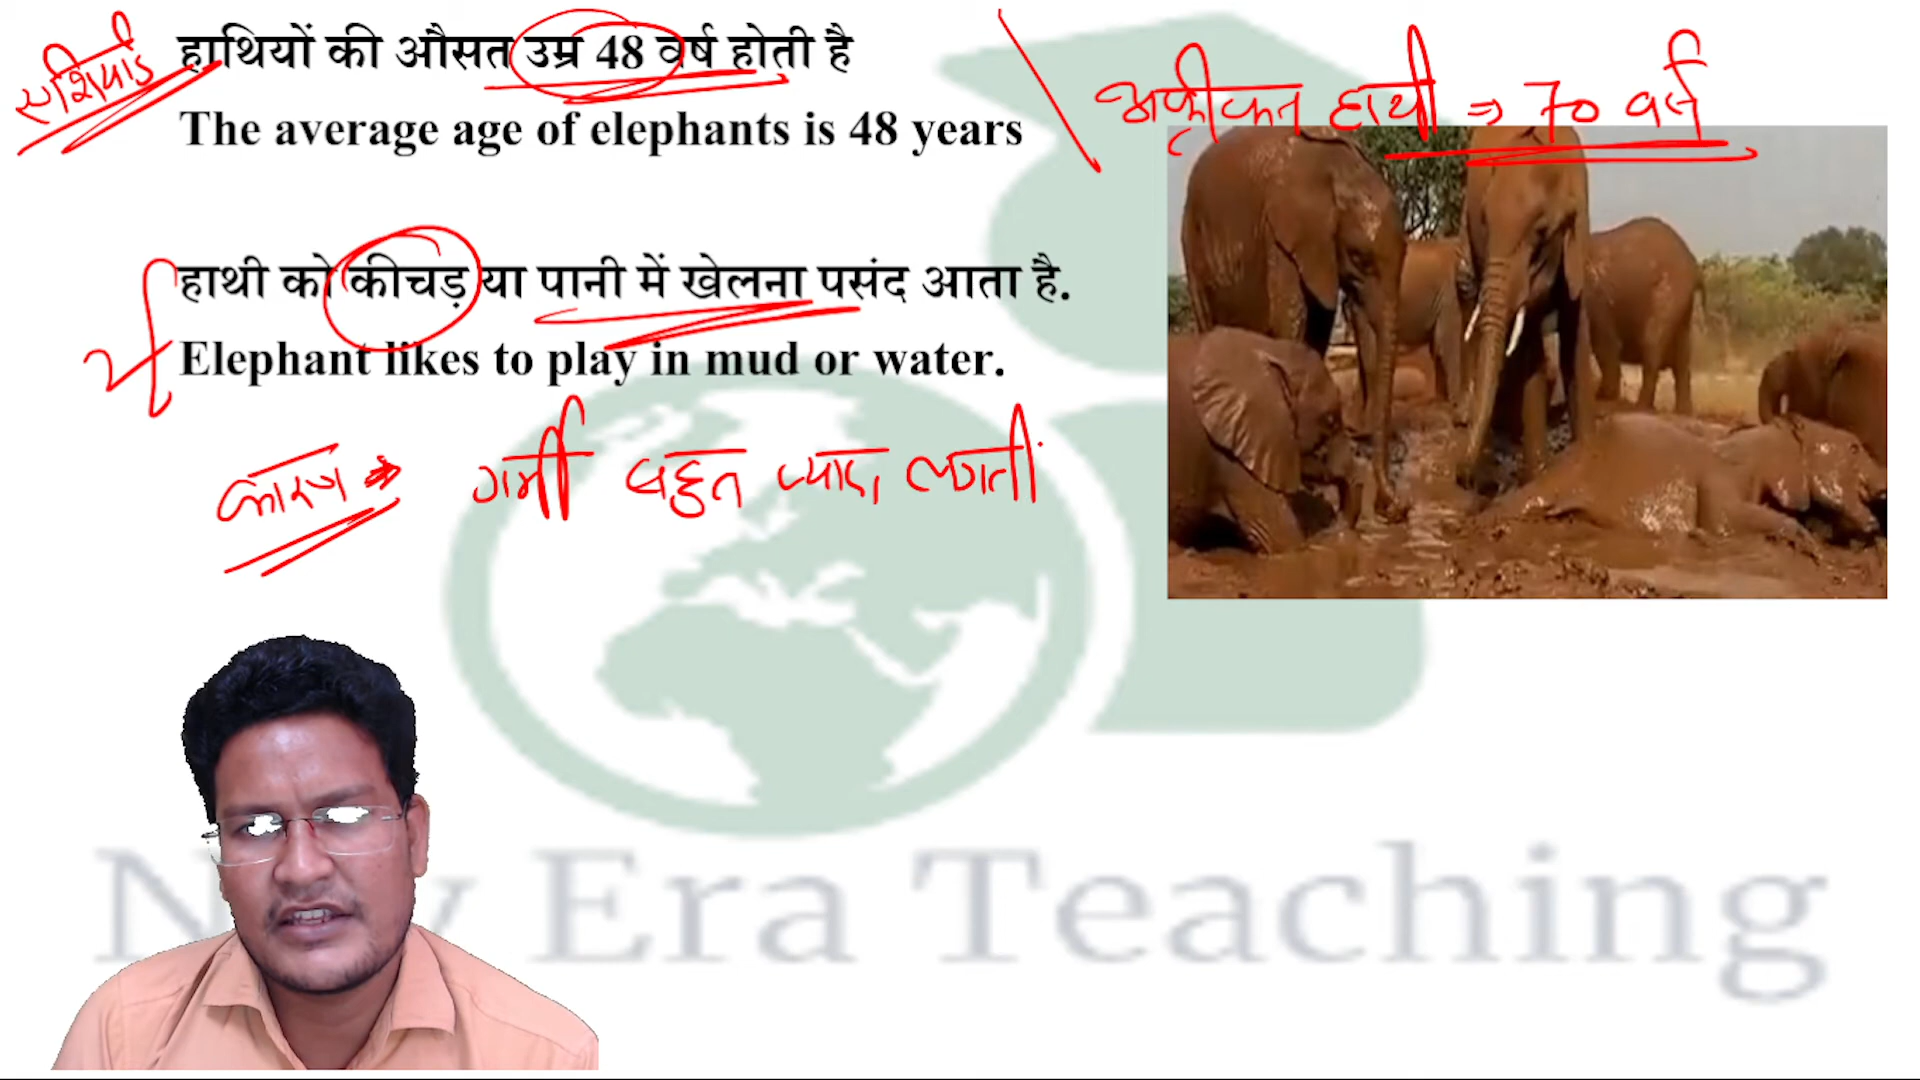 एशियाई
हाथियों की औसत उम्र 48 वर्ष होती है
The average age of elephants is 48 years
अफ्रीकन हाथी ⇒ 70 वर्ष
हाथी को कीचड़ या पानी में खेलना पसंद आता है.
Elephant likes to play in mud or water.
कारण → गर्मी बहुत ज्यादा लगती
Era Teaching